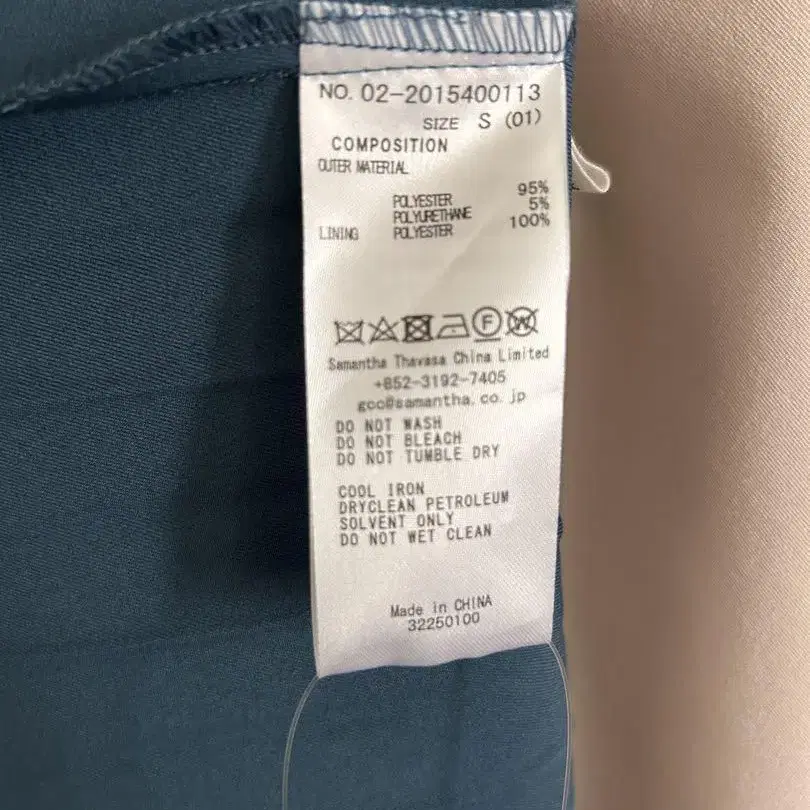 NO. 02-2015400113
SIZE S (01)
COMPOSITION
OUTER MATERIAL
POLYESTER 95%
POLYURETHANE 5%
LINING POLYESTER 100%
F W
Samantha Thavasa China Limited
+852-3192-7405
gcc@samantha.co.jp
DO NOT WASH
DO NOT BLEACH
DO NOT TUMBLE DRY
COOL IRON
DRYCLEAN PETROLEUM
SOLVENT ONLY
DO NOT WET CLEAN
Made in CHINA
32250100